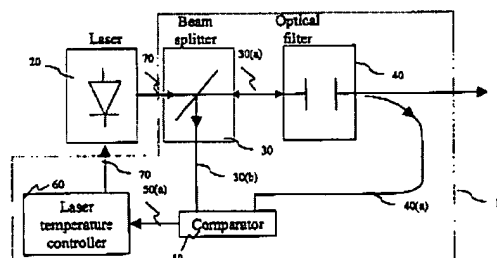 Beam
splitter
Optical
filter
Laser
20
70
30(a)
40
30
30(b)
70
60
50(a)
40(a)
Laser
temperature
controller
Comparator